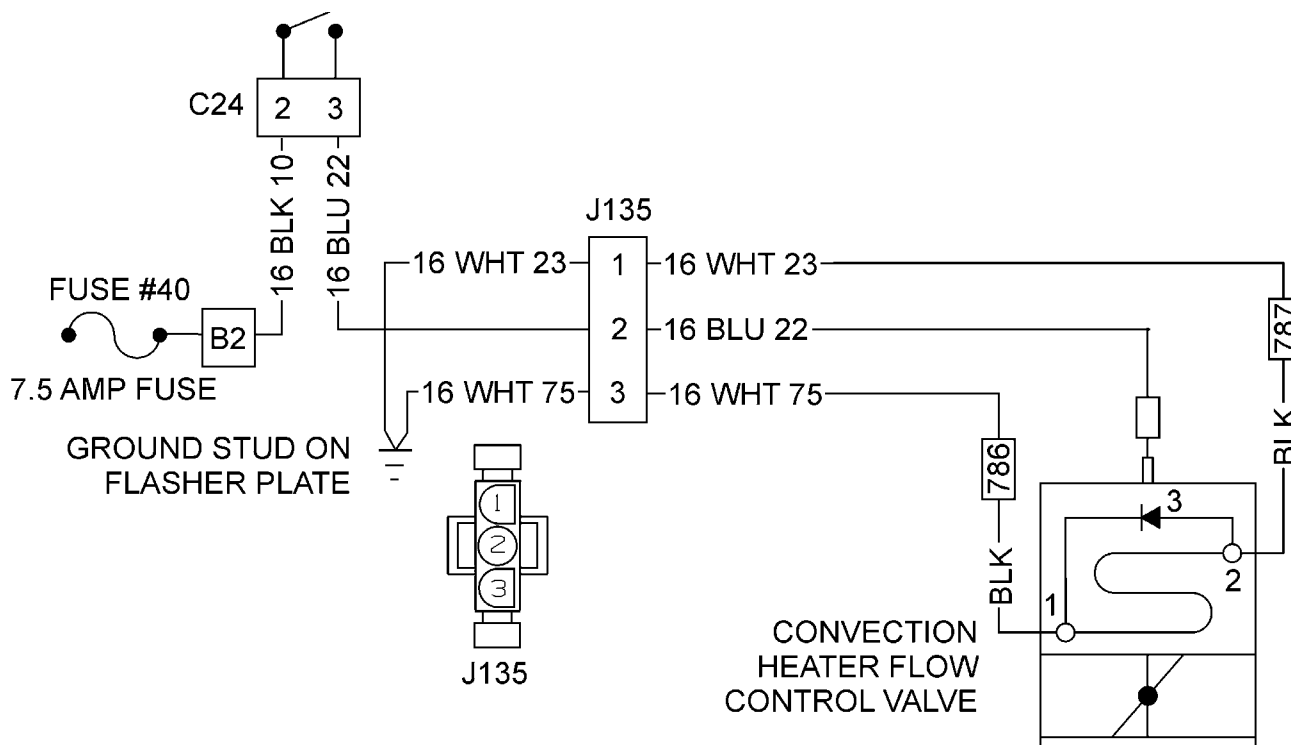 C24
2 3
16 BLK 10
16 BLU 22
J135
16 WHT 23
1
16 WHT 23
FUSE #40
B2
7.5 AMP FUSE
2
16 BLU 22
787
16 WHT 75
3
16 WHT 75
GROUND STUD ON
FLASHER PLATE
BLK
786
1
2
3
J135
3
2
1
BLK
CONVECTION
HEATER FLOW
CONTROL VALVE